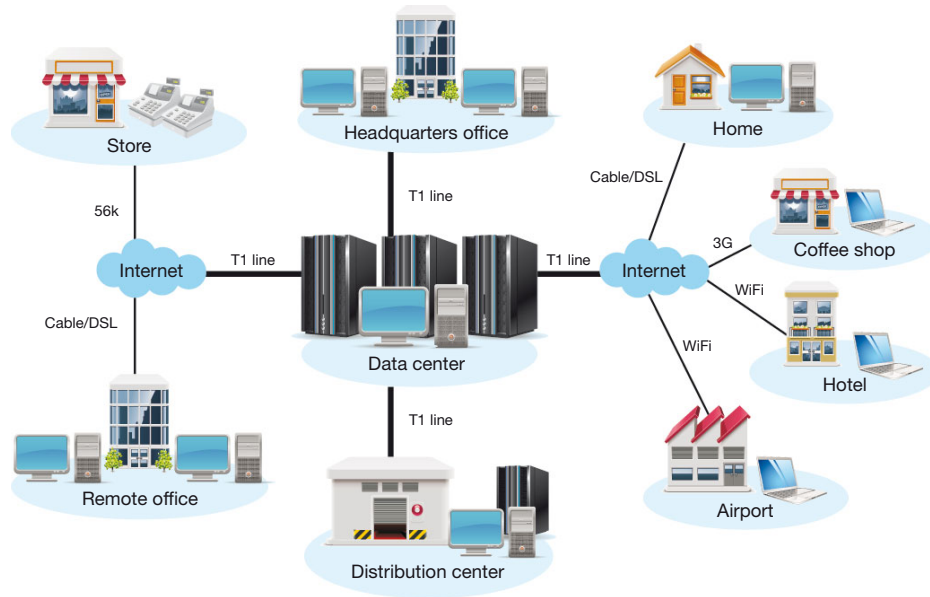 Store
Headquarters office
Home
56k
T1 line
Cable/DSL
Coffee shop
3G
Internet
T1 line
T1 line
Internet
WiFi
Cable/DSL
WiFi
Data center
Hotel
T1 line
Remote office
Airport
Distribution center